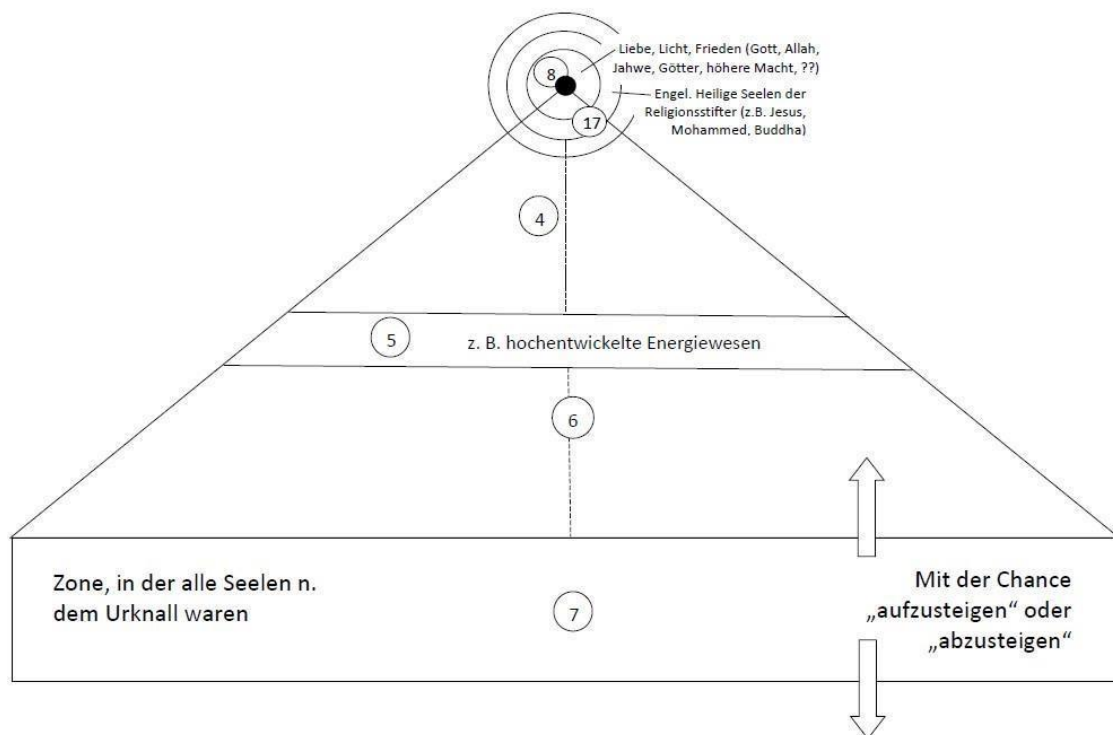 Liebe, Licht, Frieden (Gott, Allah,
Jahwe, Götter, höhere Macht, ??)
8
Engel. Heilige Seelen der
Religionsstifter (z.B. Jesus,
Mohammed, Buddha)
17
4
5
z. B. hochentwickelte Energiewesen
6
Zone, in der alle Seelen n.
dem Urknall waren
7
Mit der Chance
„aufzusteigen“ oder
„abzusteigen“